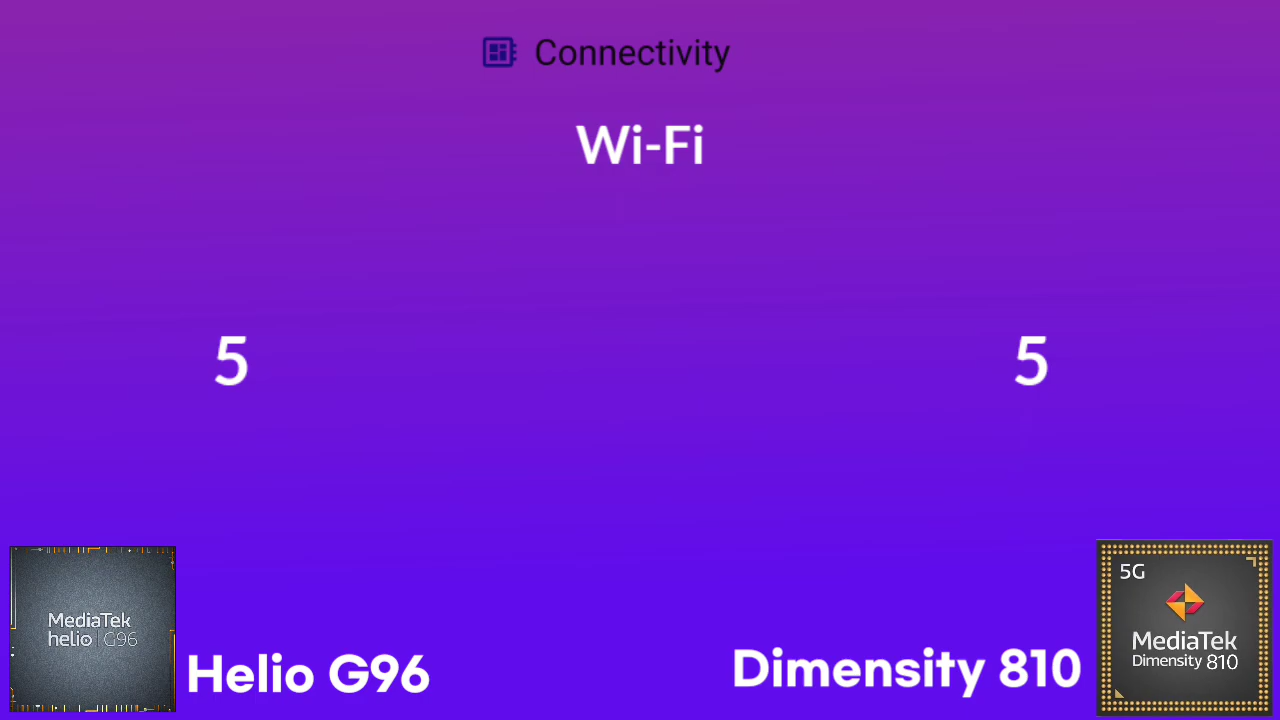 Connectivity
Wi-Fi
5
5
MediaTek
helio G96
Helio G96
Dimensity 810
5G
MediaTek
Dimensity 810